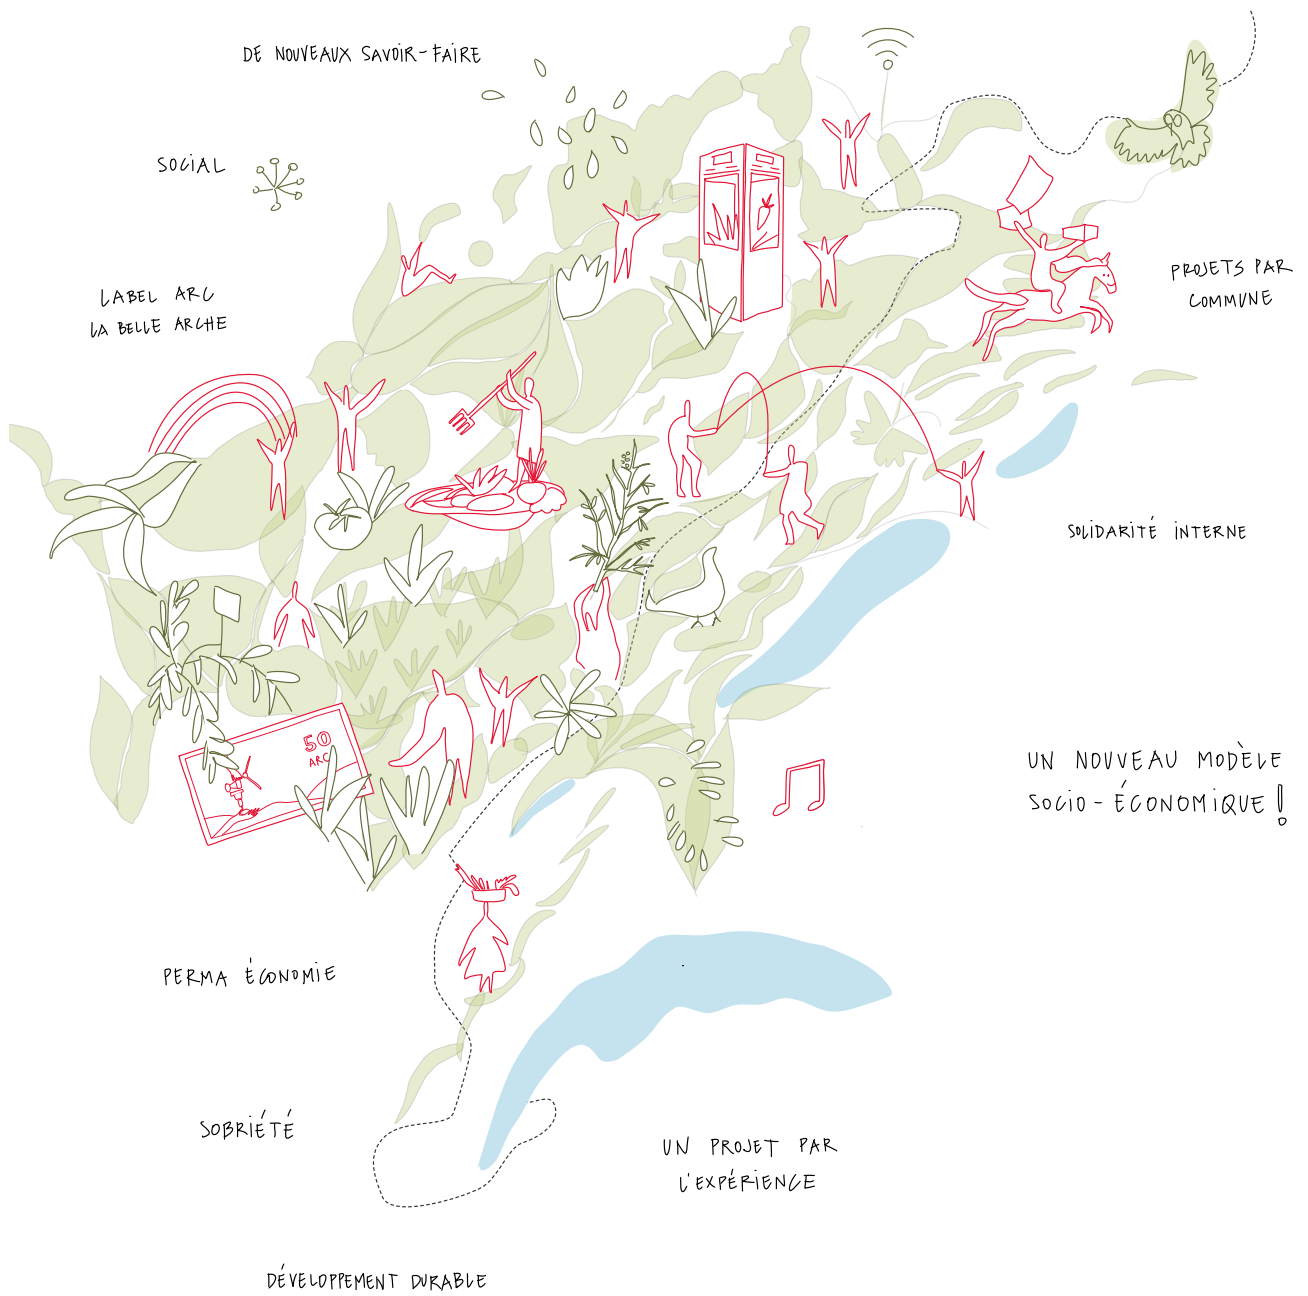 DE NOUVEAUX SAVOIR-FAIRE
SOCIAL
LABEL ARC
LA BELLE ARCHE
PROJETS PAR
COMMUNE
SOLIDARITÉ INTERNE
50
ARC
UN NOUVEAU MODÈLE
SOCIO-ÉCONOMIQUE!
PERMA ÉCONOMIE
SOBRIÉTÉ
UN PROJET PAR
L'EXPÉRIENCE
DÉVELOPPEMENT DURABLE